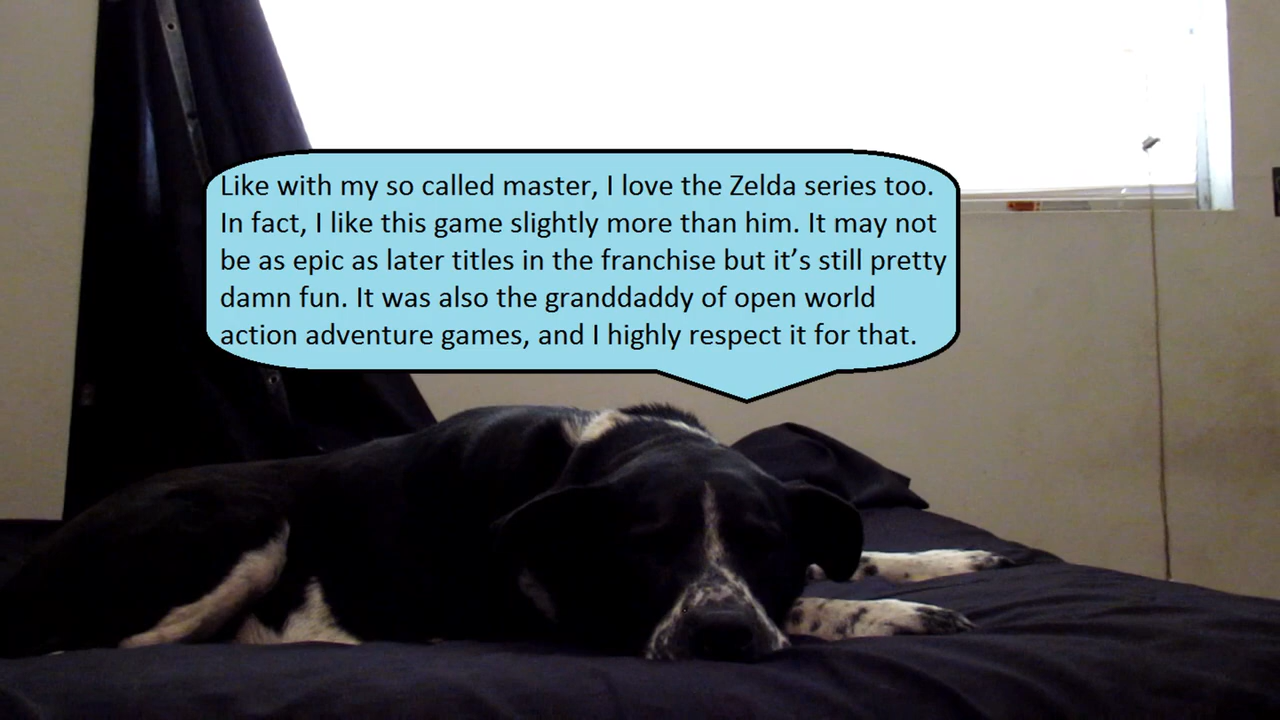 Like with my so called master, I love the Zelda series too.
In fact, I like this game slightly more than him. It may not
be as epic as later titles in the franchise but it’s still pretty
damn fun. It was also the granddaddy of open world
action adventure games, and I highly respect it for that.